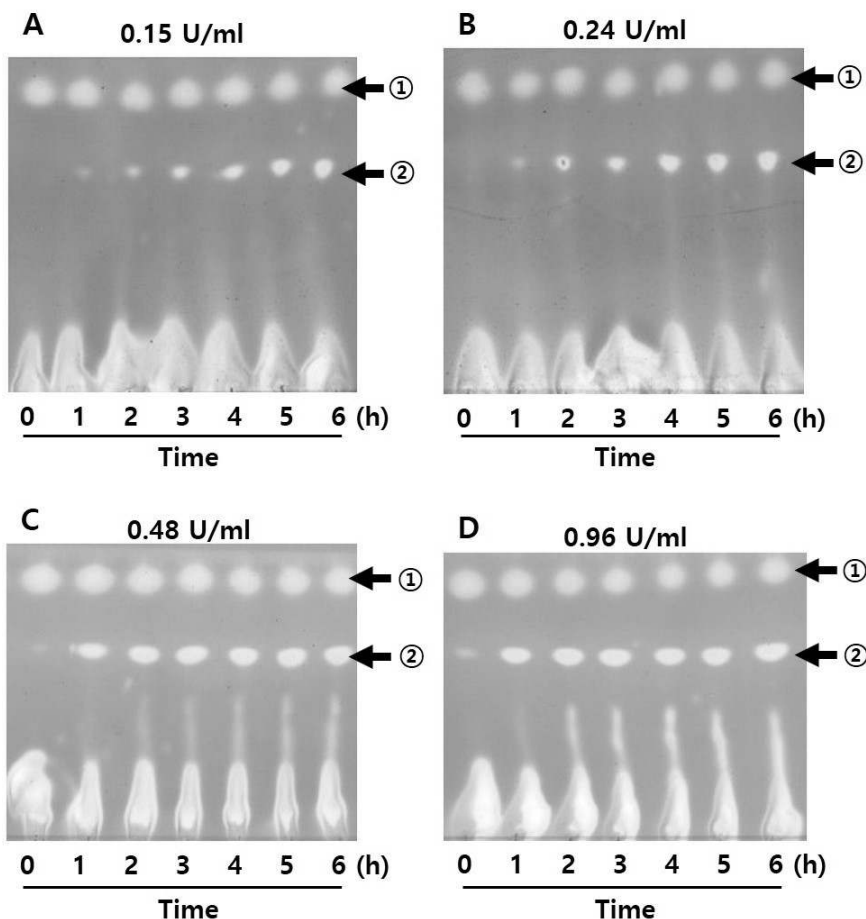 A
0.15 U/ml
①
②
0 1 2 3 4 5 6 (h)
Time
B
0.24 U/ml
①
②
0 1 2 3 4 5 6 (h)
Time
C
0.48 U/ml
①
②
0 1 2 3 4 5 6 (h)
Time
D
0.96 U/ml
①
②
0 1 2 3 4 5 6 (h)
Time